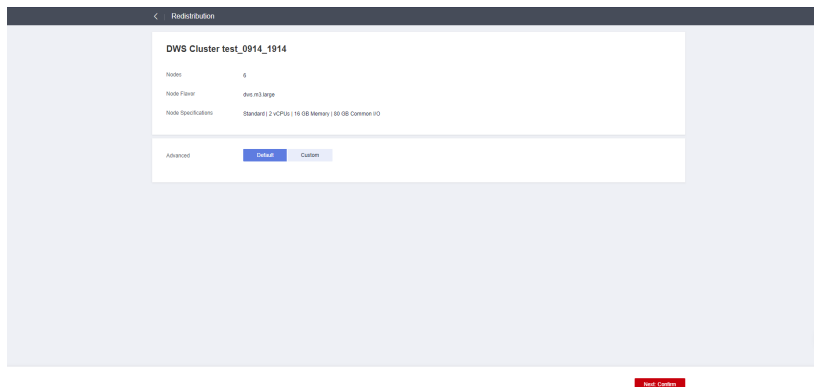 < | Redistribution
DWS Cluster test_0914_1914
Nodes 6
Node Flavor dws.m3.large
Node Specifications Standard | 2 vCPUs | 16 GB Memory | 80 GB Common I/O
Advanced Default Custom
Next: Confirm